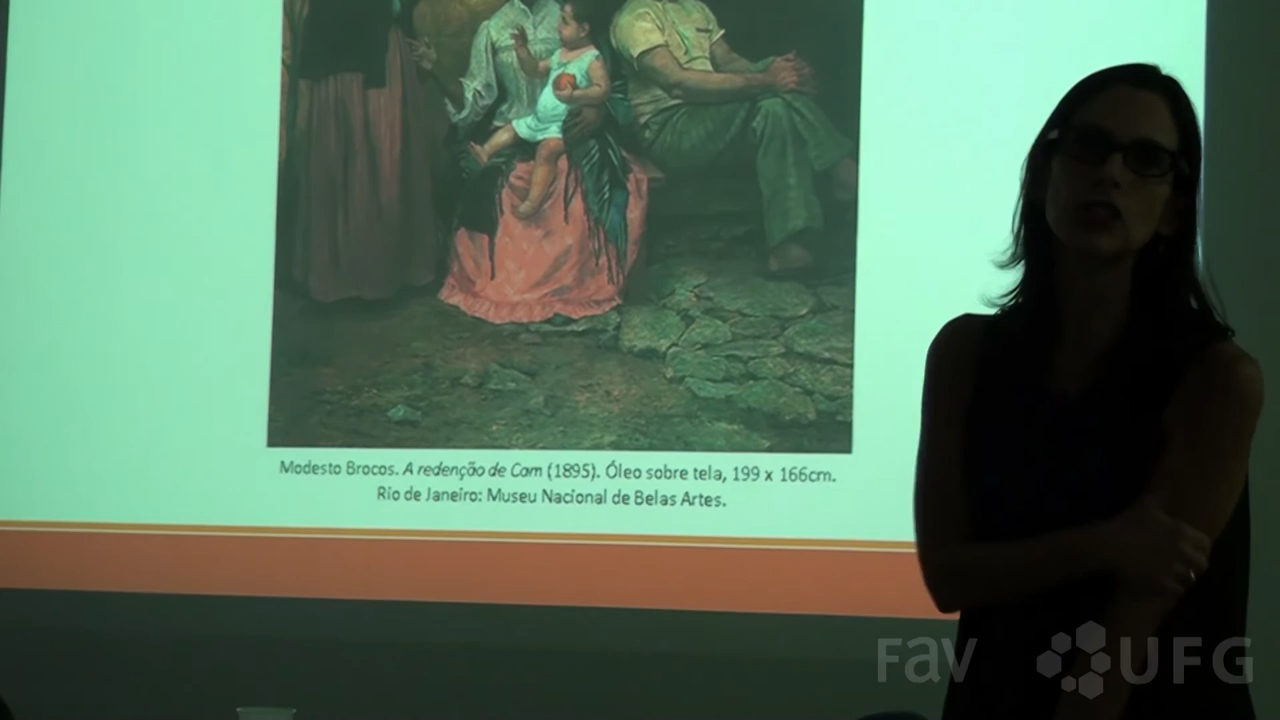 Modesto Brocos. A redenção de Cam (1895). Óleo sobre tela, 199 x 166cm.
Rio de Janeiro: Museu Nacional de Belas Artes.
FaV UFG